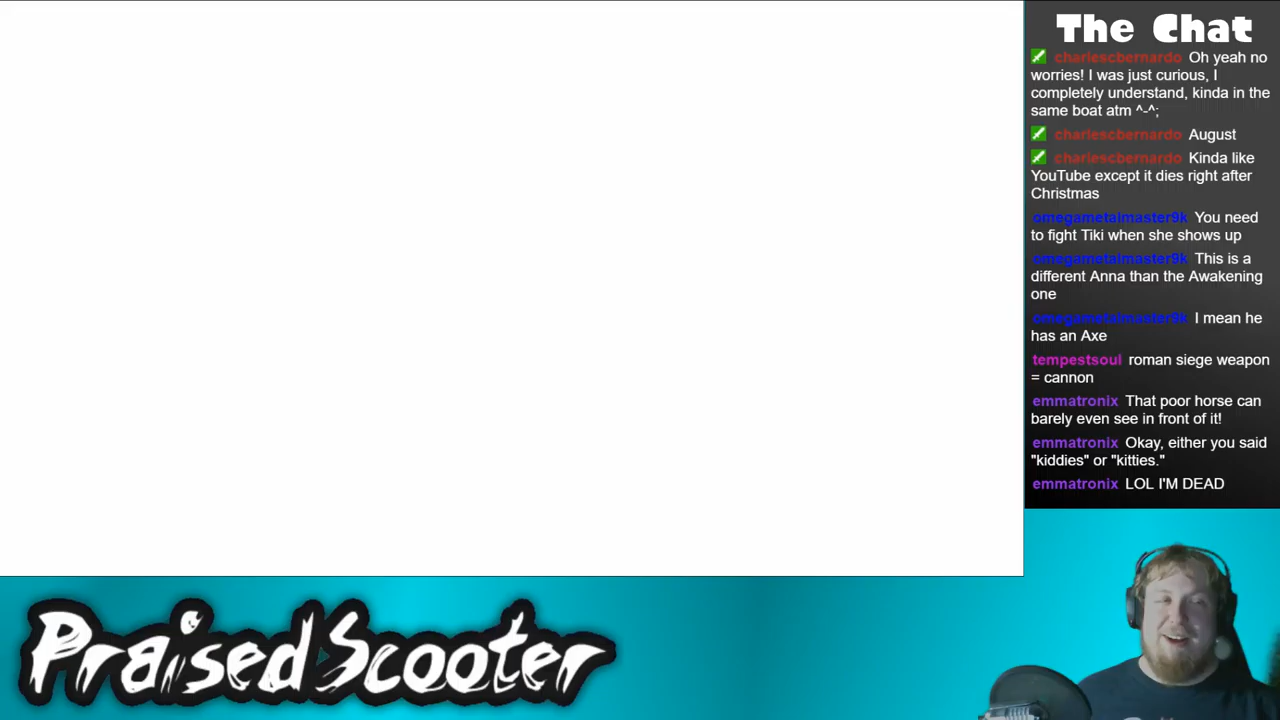 The Chat
charlescbernardo Oh yeah no
worries! I was just curious, I
completely understand, kinda in the
same boat atm ^-^;
charlescbernardo August
charlescbernardo Kinda like
YouTube except it dies right after
Christmas
omegametalmaster9k You need
to fight Tiki when she shows up
omegametalmaster9k This is a
different Anna than the Awakening
one
omegametalmaster9k I mean he
has an Axe
tempestsoul roman siege weapon
= cannon
emmatronix That poor horse can
barely even see in front of it!
emmatronix Okay, either you said
"kiddies" or "kitties."
emmatronix LOL I'M DEAD
PraisedScooter